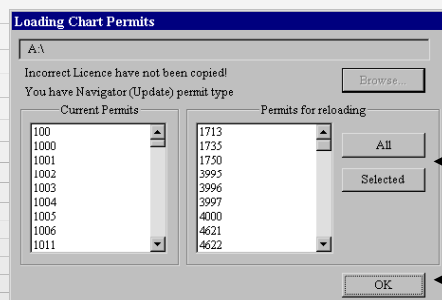 Loading Chart Permits
A:\
Incorrect Licence have not been copied!
You have Navigator (Update) permit type
Browse...
Current Permits
100
1000
1001
1002
1003
1004
1005
1006
1011
Permits for reloading
1713
1735
1750
3995
3996
3997
4000
4621
4622
All
Selected
OK